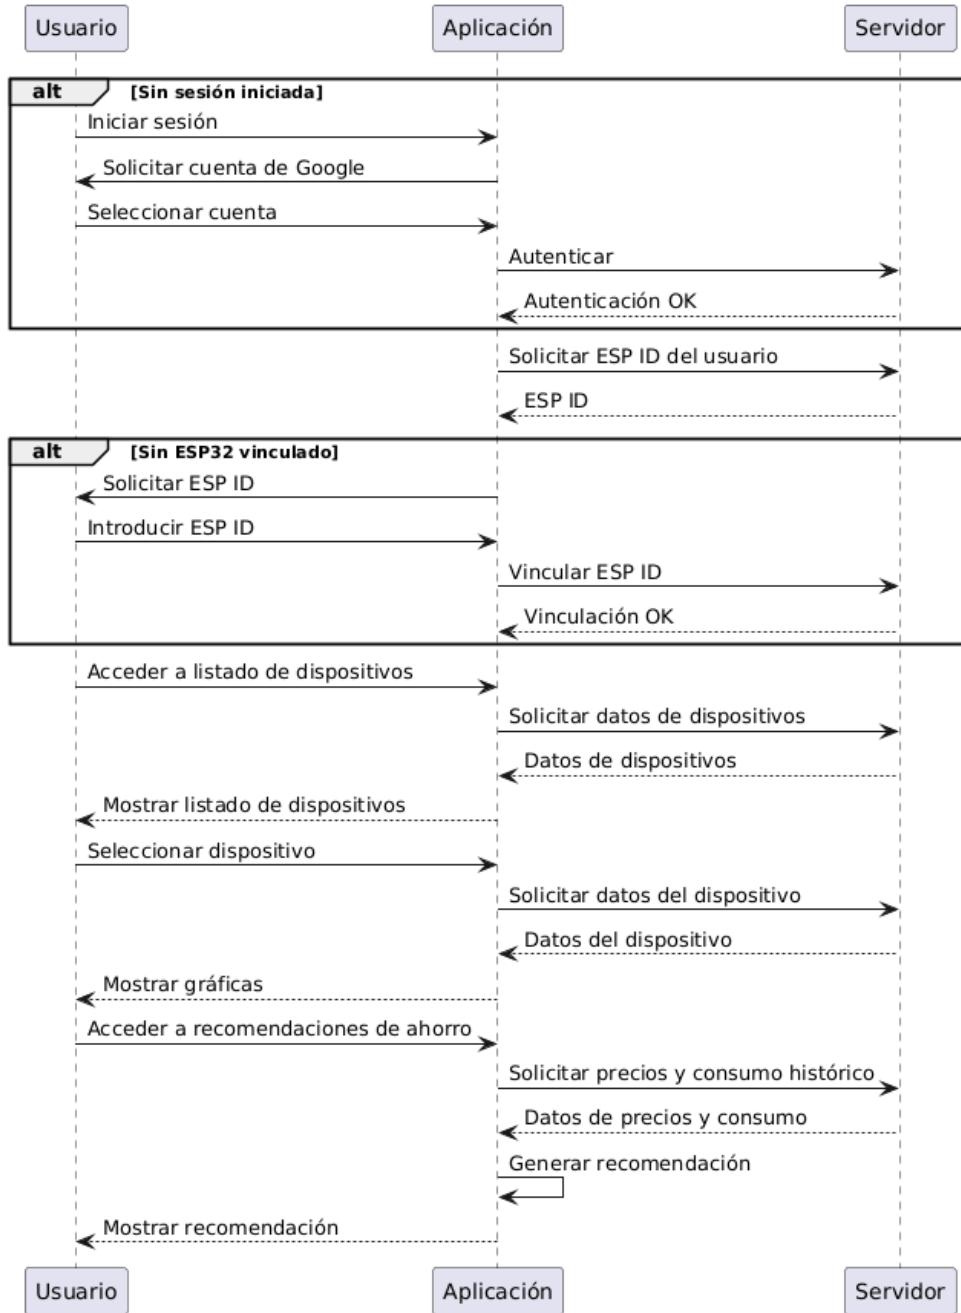 Usuario Aplicación Servidor
alt [Sin sesión iniciada]
Iniciar sesión
Solicitar cuenta de Google
Seleccionar cuenta
Autenticar
Autenticación OK
Solicitar ESP ID del usuario
ESP ID
alt [Sin ESP32 vinculado]
Solicitar ESP ID
Introducir ESP ID
Vincular ESP ID
Vinculación OK
Acceder a listado de dispositivos
Solicitar datos de dispositivos
Datos de dispositivos
Mostrar listado de dispositivos
Seleccionar dispositivo
Solicitar datos del dispositivo
Datos del dispositivo
Mostrar gráficas
Acceder a recomendaciones de ahorro
Solicitar precios y consumo histórico
Datos de precios y consumo
Generar recomendación
Mostrar recomendación
Usuario Aplicación Servidor